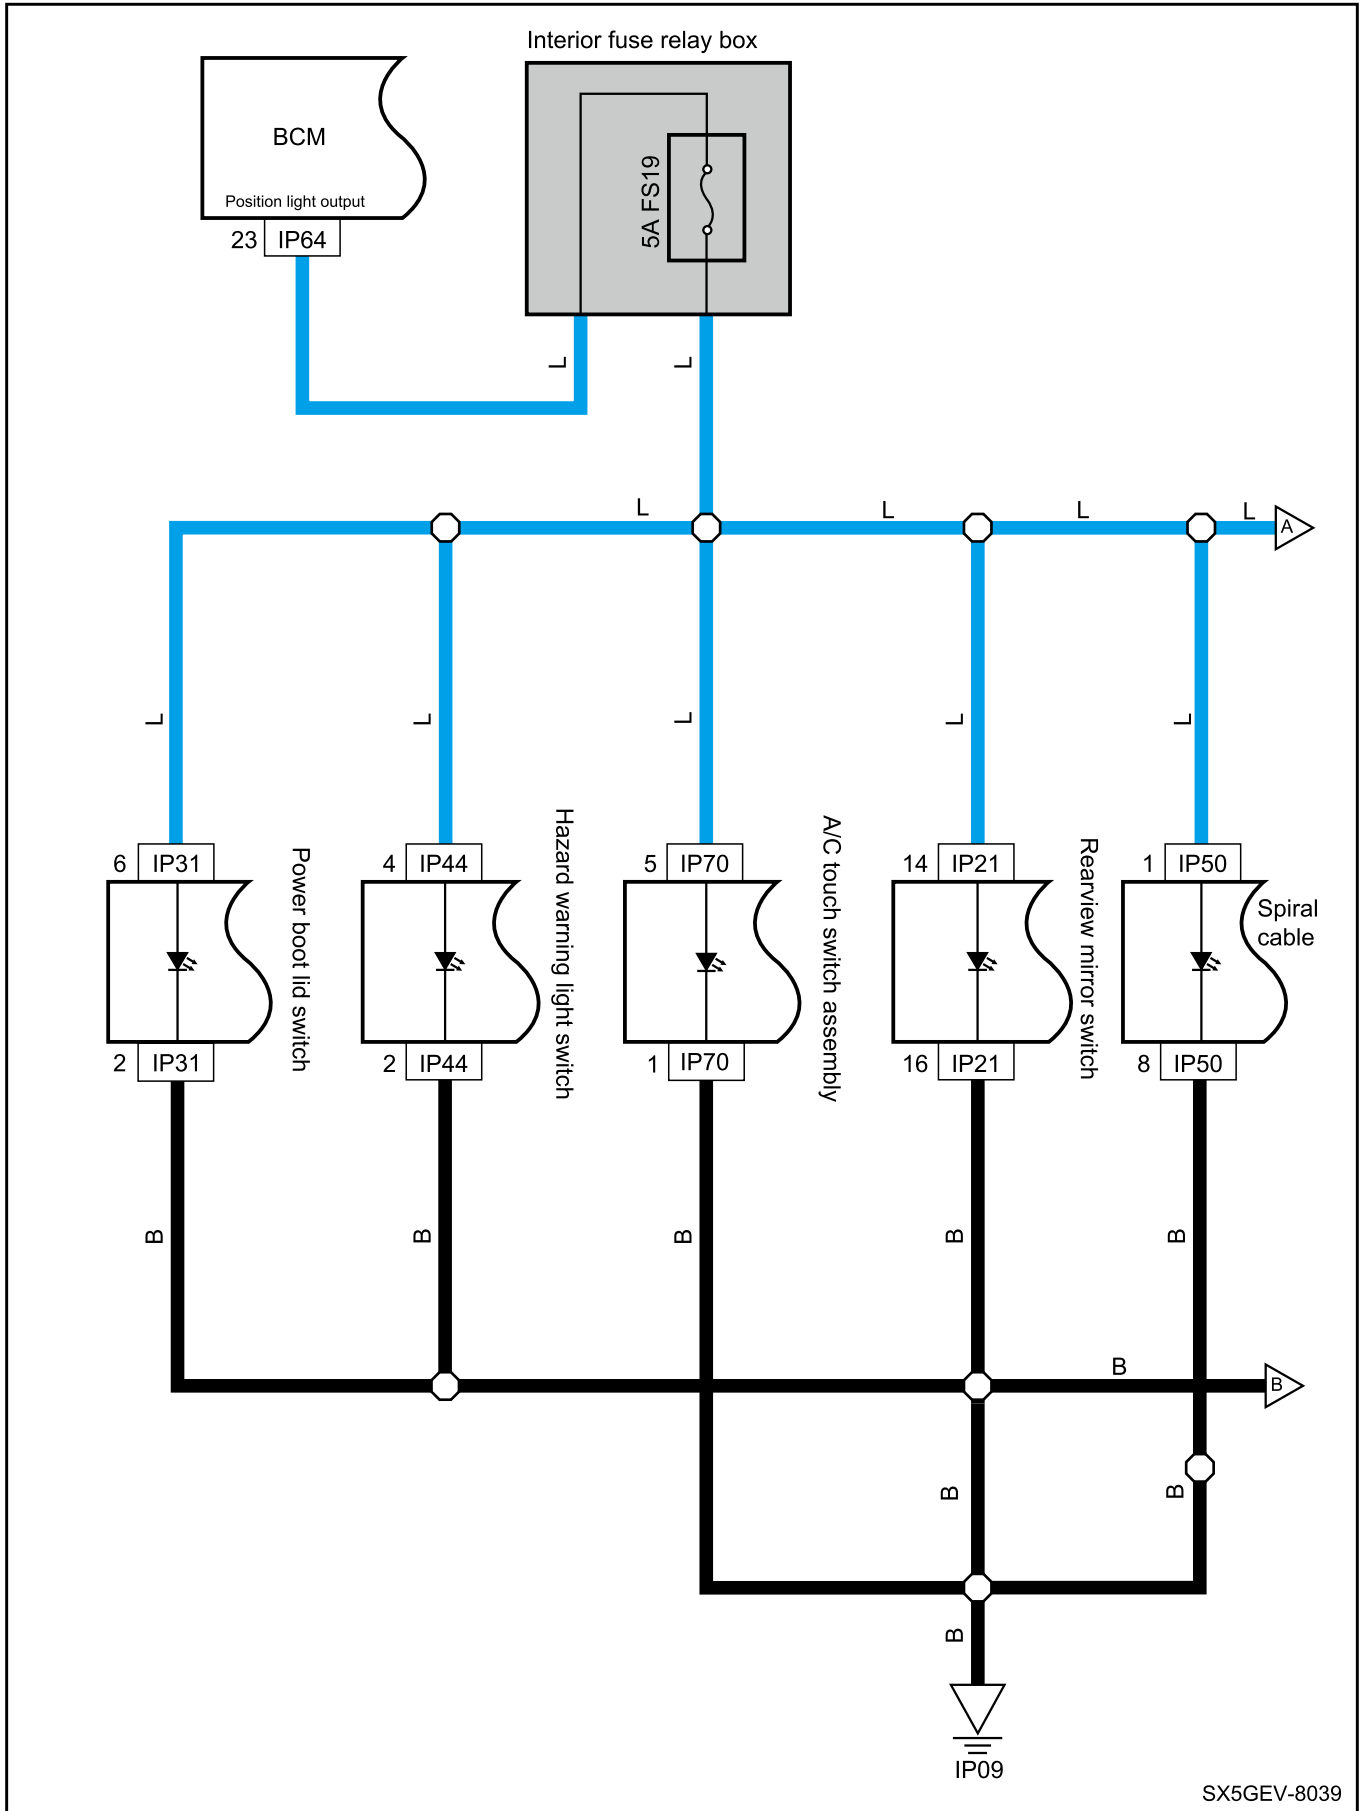 Interior fuse relay box
BCM
Position light output
23 IP64
5A FS19
L
L
L
L
L
L
A
L
L
L
L
L
6 IP31
4 IP44
5 IP70
14 IP21
1 IP50
Power boot lid switch
Hazard warning light switch
A/C touch switch assembly
Rearview mirror switch
Spiral
cable
2 IP31
2 IP44
1 IP70
16 IP21
8 IP50
B
B
B
B
B
B
B
B
B
B
IP09
SX5GEV-8039